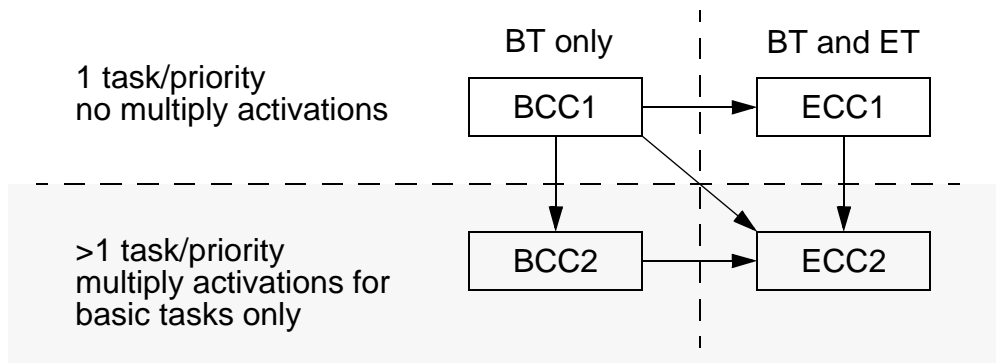 BT only
BT and ET
1 task/priority
no multiply activations
BCC1
ECC1
>1 task/priority
multiply activations for
basic tasks only
BCC2
ECC2